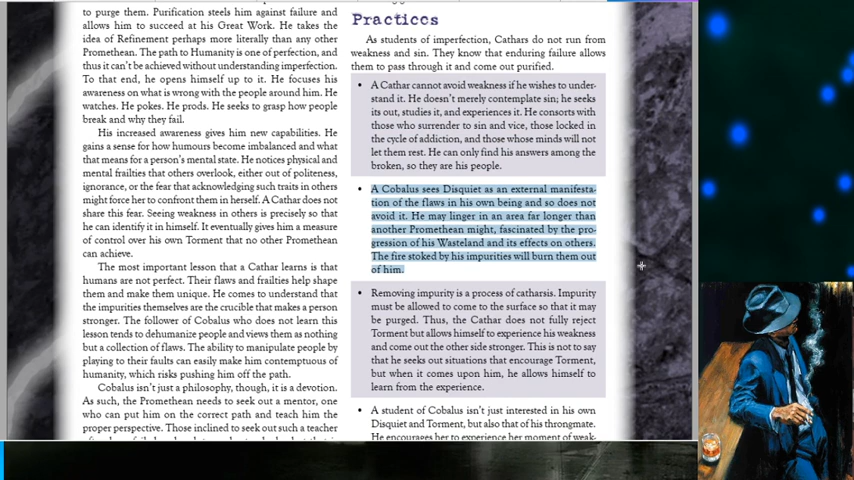 to purge them. Purification steels him against failure and
allows him to succeed at his Great Work. He takes the
idea of Refinement perhaps more literally than any other
Promethean. The path to Humanity is one of perfection, and
thus it can't be achieved without understanding imperfection.
To that end, he opens himself up to it. He focuses his
awareness on what is wrong with the people around him. He
watches. He pokes. He prods. He seeks to grasp how people
break and why they fail.
His increased awareness gives him new capabilities. He
gains a sense for how humours become imbalanced and what
that means for a person's mental state. He notices physical and
mental frailties that others overlook, either out of politeness,
ignorance, or the fear that acknowledging such traits in others
might force her to confront them in herself. A Cathar does not
share this fear. Seeing weakness in others is precisely so that
he can identify it in himself. It eventually gives him a measure
of control over his own Torment that no other Promethean
can achieve.
The most important lesson that a Cathar learns is that
humans are not perfect. Their flaws and frailties help shape
them and make them unique. He comes to understand that
the impurities themselves are the crucible that makes a person
stronger. The follower of Cobalus who does not learn this
lesson tends to dehumanize people and views them as nothing
but a collection of flaws. The ability to manipulate people by
playing to their faults can easily make him contemptuous of
humanity, which risks pushing him off the path.
Cobalus isn't just a philosophy, though, it is a devotion.
As such, the Promethean needs to seek out a mentor, one
who can put him on the correct path and teach him the
proper perspective. Those inclined to seek out such a teacher
Practices
As students of imperfection, Cathars do not run from
weakness and sin. They know that enduring failure allows
them to pass through it and come out purified.
• A Cathar cannot avoid weakness if he wishes to under-
stand it. He doesn't merely contemplate sin; he seeks
its out, studies it, and experiences it. He consorts with
those who surrender to sin and vice, those locked in
the cycle of addiction, and those whose minds will not
let them rest. He can only find his answers among the
broken, so they are his people.
• A Cobalus sees Disquiet as an external manifesta-
tion of the flaws in his own being and so does not
avoid it. He may linger in an area far longer than
another Promethean might, fascinated by the pro-
gression of his Wasteland and its effects on others.
The fire stoked by his impurities will burn them out
of him.
• Removing impurity is a process of catharsis. Impurity
must be allowed to come to the surface so that it may
be purged. Thus, the Cathar does not fully reject
Torment but allows himself to experience his weakness
and come out the other side stronger. This is not to say
that he seeks out situations that encourage Torment,
but when it comes upon him, he allows himself to
learn from the experience.
• A student of Cobalus isn't just interested in his own
Disquiet and Torment, but also that of his throngmate.
He encourages her to experience her moment of weak-